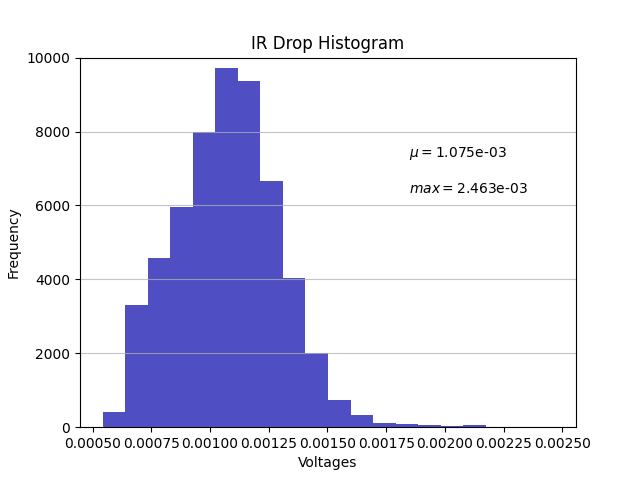 IR Drop Histogram
10000
8000
6000
4000
2000
0
Frequency
μ = 1.075e-03
max = 2.463e-03
0.00050 0.00075 0.00100 0.00125 0.00150 0.00175 0.00200 0.00225 0.00250
Voltages